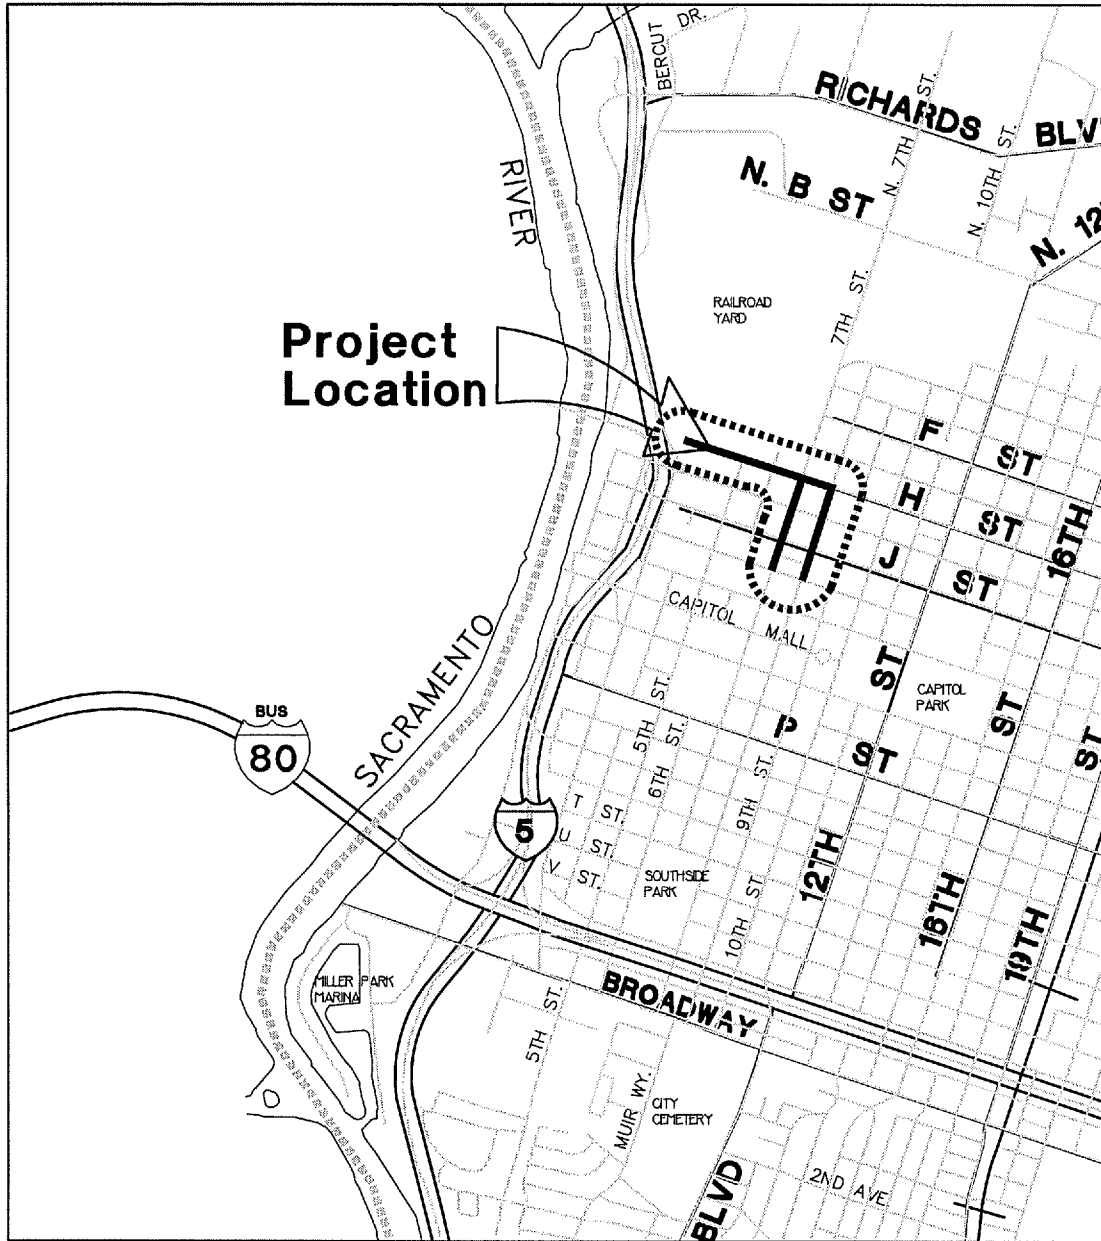 BERCUT DR.
RICHARDS BLV
N. 7TH ST.
N. 10TH ST.
N. B ST
N. 12
RIVER
RAILROAD
YARD
7TH ST.
Project
Location
F ST
H ST
J ST
16TH ST
CAPITOL MALL
CAPITOL
PARK
SACRAMENTO
BUS
80
5
5TH ST.
6TH ST.
P ST
9TH ST.
T ST.
U ST.
V ST.
12TH ST
SOUTHSIDE
PARK
10TH ST
16TH
19TH ST
MILLER PARK
MARINA
BROADWAY
5TH ST.
MUIR WY.
CITY
CEMETERY
2ND AVE
BLVD